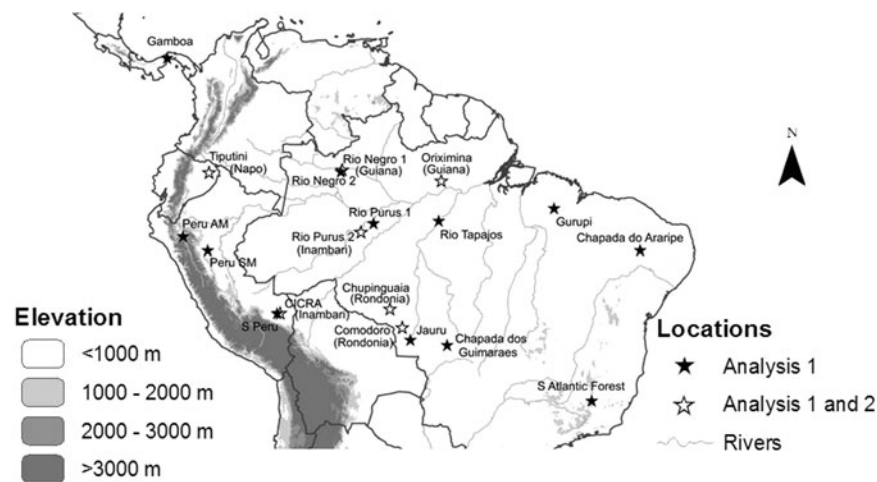 Gamboa
N
Tiputini
(Napo)
Rio Negro 1
(Guiana)
Rio Negro 2
Oriximina
(Guiana)
Peru AM
Peru SM
Rio Purus 1
Rio Purus 2
(Inambari)
Rio Tapajos
Gurupi
Chapada do Araripe
CICRA
(Inambari)
S Peru
Chupinguaia
(Rondonia)
Comodoro
(Rondonia)
Jauru
Chapada dos
Guimaraes
S Atlantic Forest
Elevation
<1000 m
1000 - 2000 m
2000 - 3000 m
>3000 m
Locations
Analysis 1
Analysis 1 and 2
Rivers